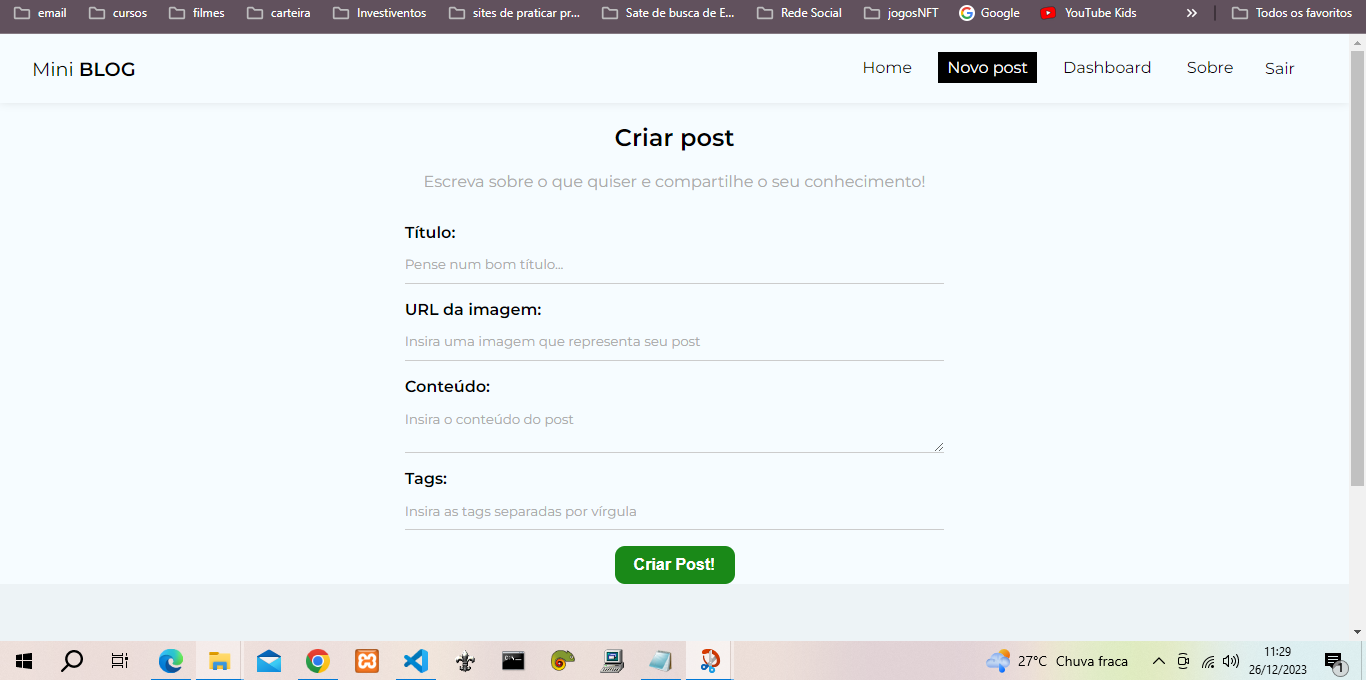 email cursos filmes carteira Investiventos sites de praticar pr... Sate de busca de E... Rede Social jogosNFT Google YouTube Kids » Todos os favoritos
Mini BLOG Home Novo post Dashboard Sobre Sair
Criar post
Escreva sobre o que quiser e compartilhe o seu conhecimento!
Título:
Pense num bom título...
URL da imagem:
Insira uma imagem que representa seu post
Conteúdo:
Insira o conteúdo do post
Tags:
Insira as tags separadas por vírgula
Criar Post!
27°C Chuva fraca
11:29
26/12/2023
1